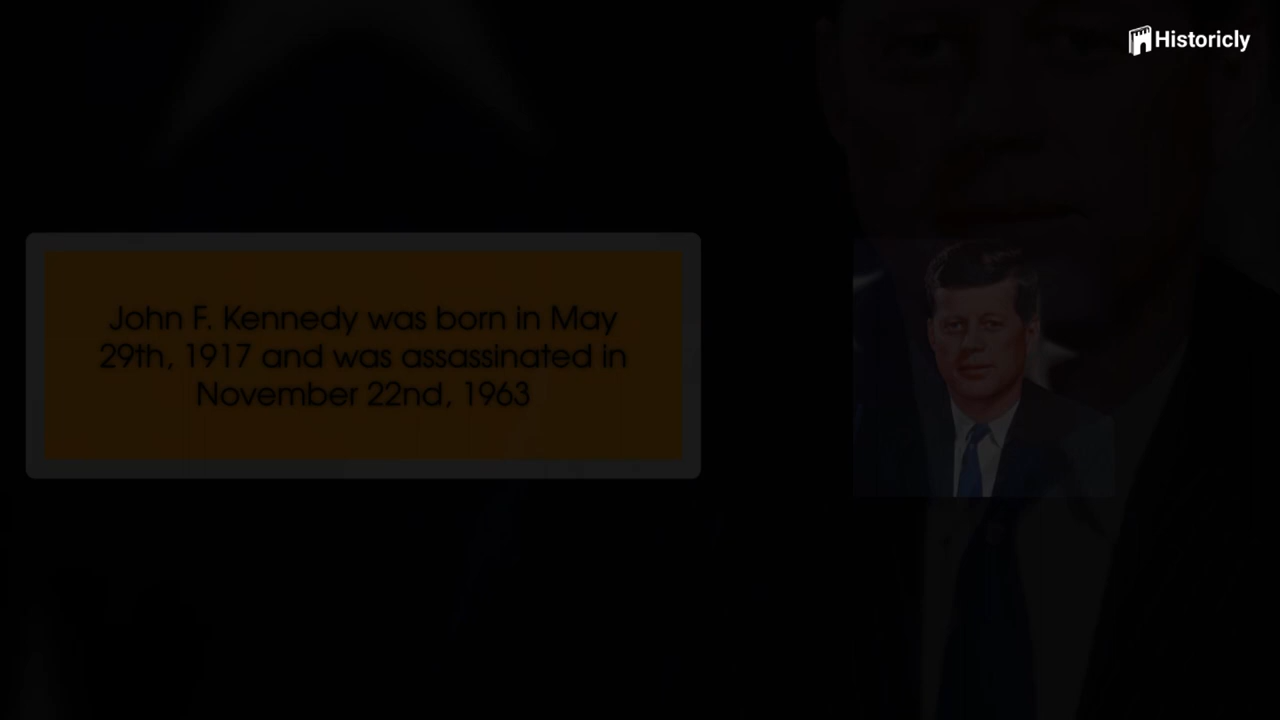 Historicly
John F. Kennedy was born in May
29th, 1917 and was assassinated in
November 22nd, 1963